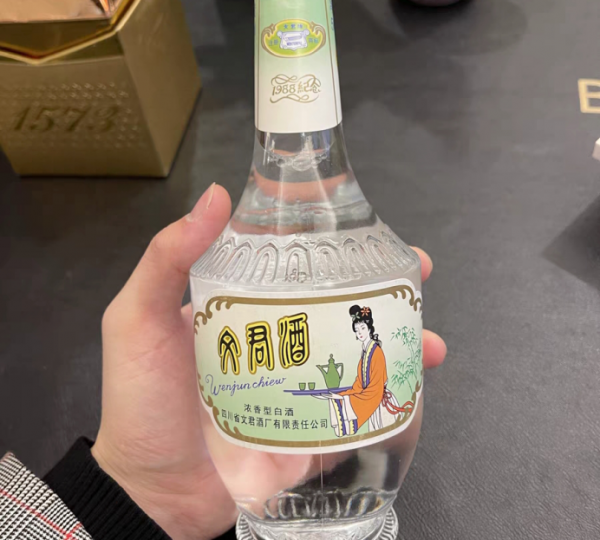 1573
1988纪念
文君酒
Wenjun chiew
浓香型白酒
四川省文君酒厂有限责任公司